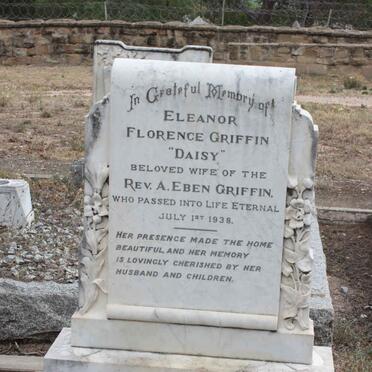 In Grateful Memory of
Eleanor
Florence Griffin
"Daisy"
beloved wife of the
Rev. A. Eben Griffin,
who passed into Life Eternal
July 1st 1938.
Her presence made the home
beautiful and her memory
is lovingly cherished by her
husband and children.